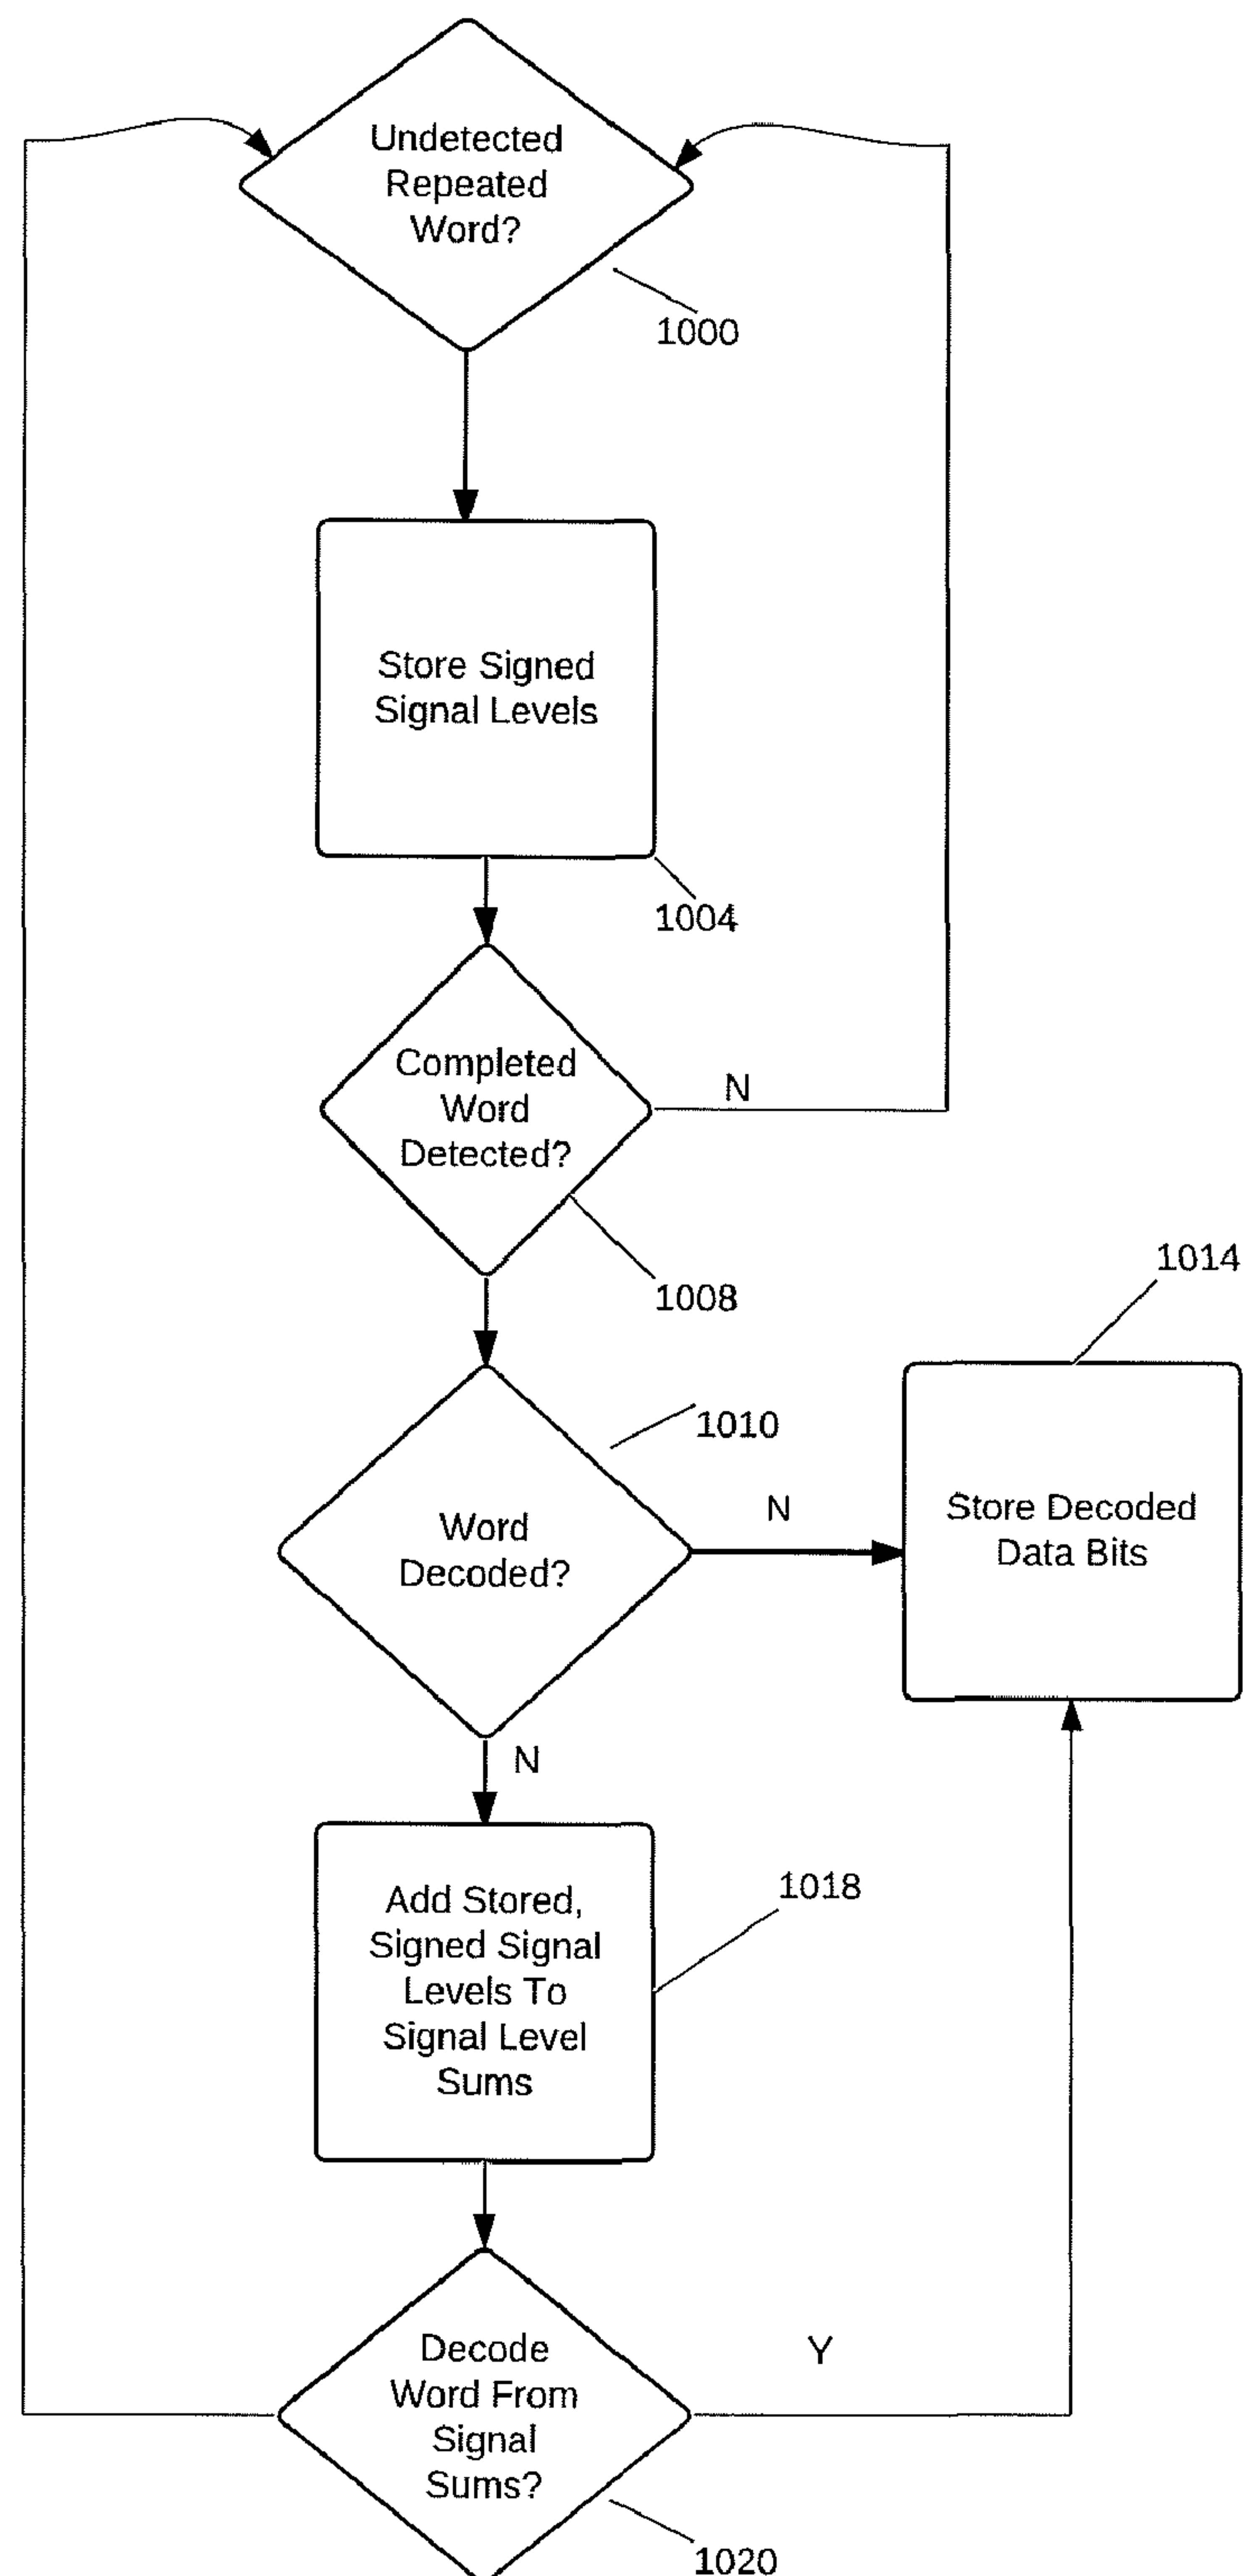 Undetected
Repeated
Word?
1000
Store Signed
Signal Levels
1004
Completed
Word
Detected?
N
1008
1014
1010
Word
Decoded?
N
Store Decoded
Data Bits
N
Add Stored,
Signed Signal
Levels To
Signal Level
Sums
1018
Decode
Word From
Signal
Sums?
Y
1020